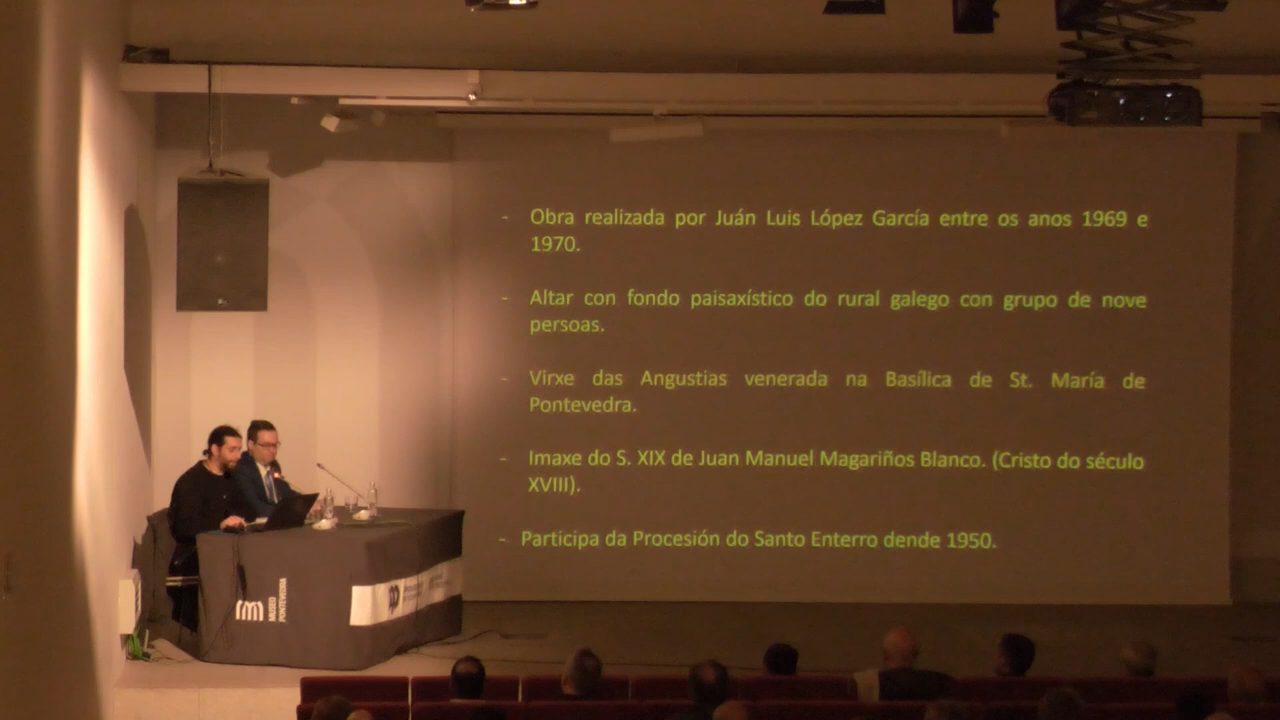 - Obra realizada por Juán Luis López García entre os anos 1969 e
1970.
- Altar con fondo paisaxístico do rural galego con grupo de nove
persoas.
- Virxe das Angustias venerada na Basílica de St. María de
Pontevedra.
- Imaxe do S. XIX de Juan Manuel Magariños Blanco. (Cristo do século
XVIII).
- Participa da Procesión do Santo Enterro dende 1950.
MUSEO
PONTEVEDRA